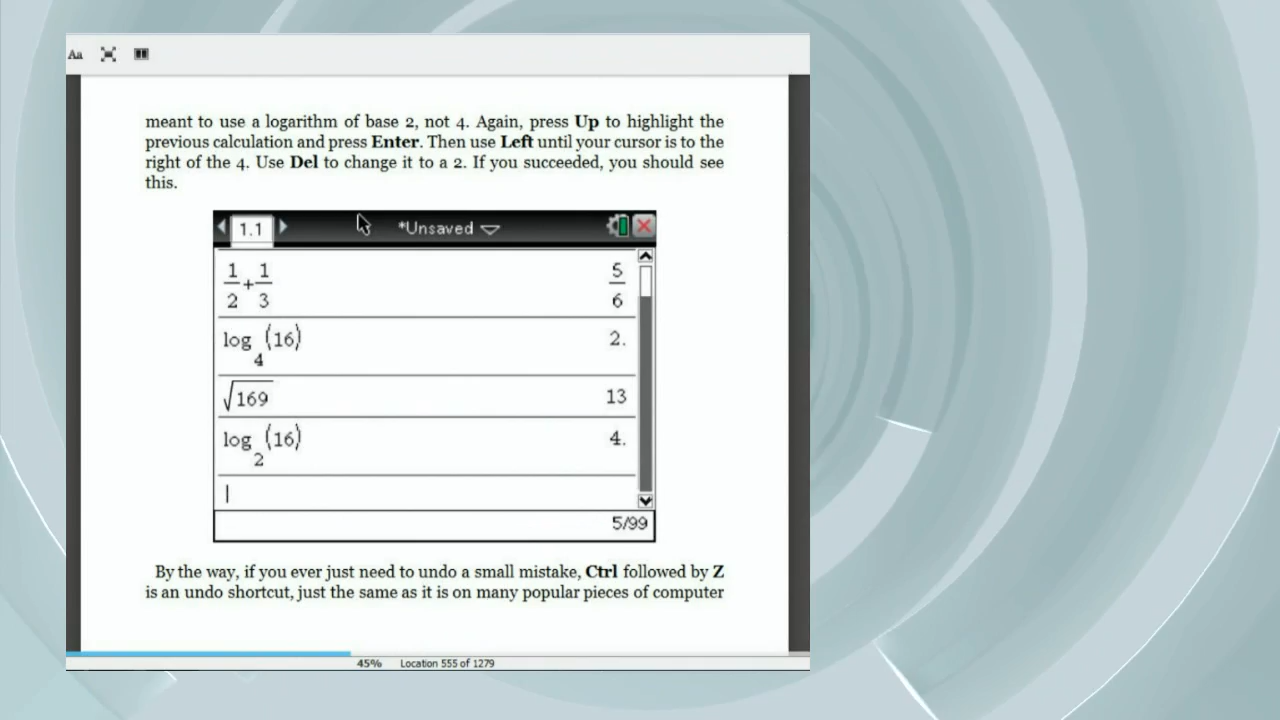 Aa
meant to use a logarithm of base 2, not 4. Again, press Up to highlight the
previous calculation and press Enter. Then use Left until your cursor is to the
right of the 4. Use Del to change it to a 2. If you succeeded, you should see
this.
1.1 *Unsaved
1/2+1/3 5/6
log₄(16) 2.
√169 13
log₂(16) 4.
5/99
By the way, if you ever just need to undo a small mistake, Ctrl followed by Z
is an undo shortcut, just the same as it is on many popular pieces of computer
45% Location 555 of 1279